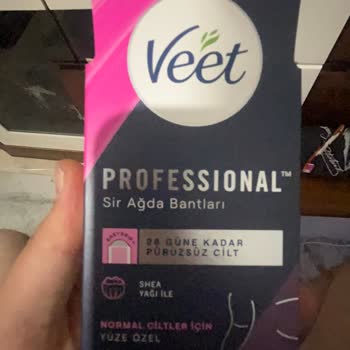 Veet
PROFESSIONAL™
Sir Ağda Bantları
EASYGRIP
28 GÜNE KADAR
PÜRÜZSÜZ CİLT
SHEA
YAĞI İLE
NORMAL CİLTLER İÇİN
YÜZE ÖZEL